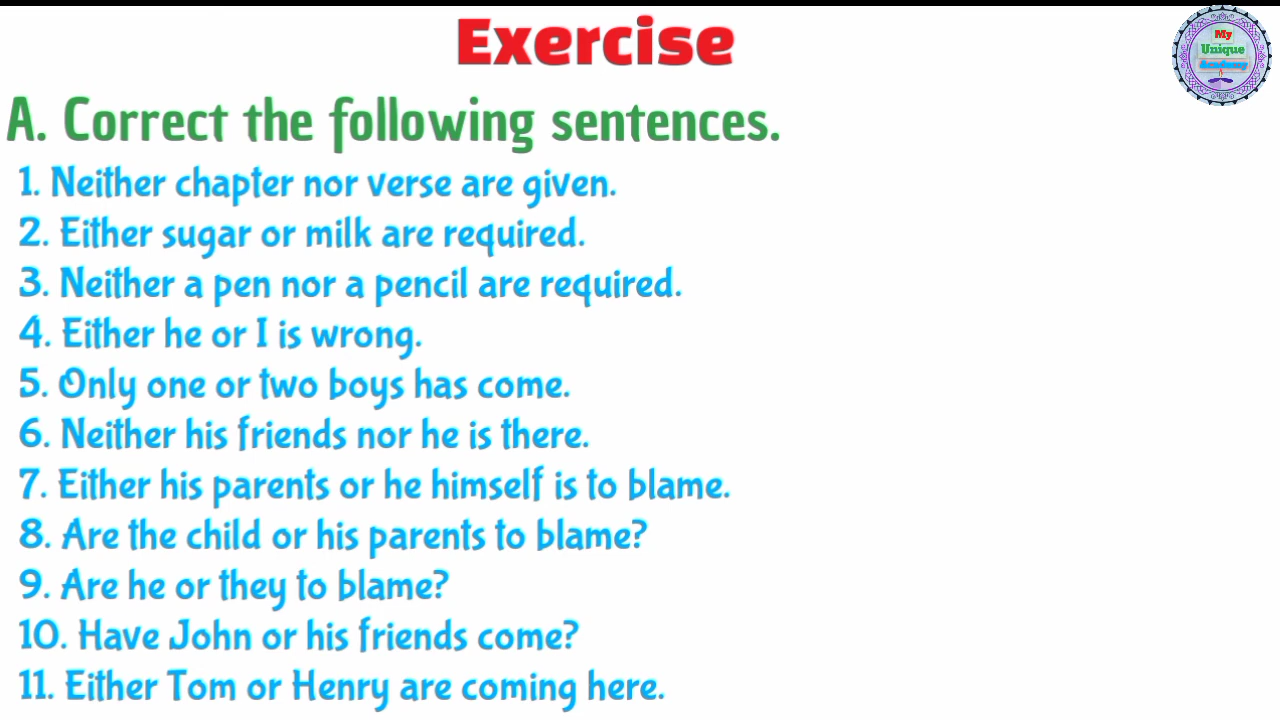 Exercise
My
Unique
Academy
A. Correct the following sentences.
1. Neither chapter nor verse are given.
2. Either sugar or milk are required.
3. Neither a pen nor a pencil are required.
4. Either he or I is wrong.
5. Only one or two boys has come.
6. Neither his friends nor he is there.
7. Either his parents or he himself is to blame.
8. Are the child or his parents to blame?
9. Are he or they to blame?
10. Have John or his friends come?
11. Either Tom or Henry are coming here.